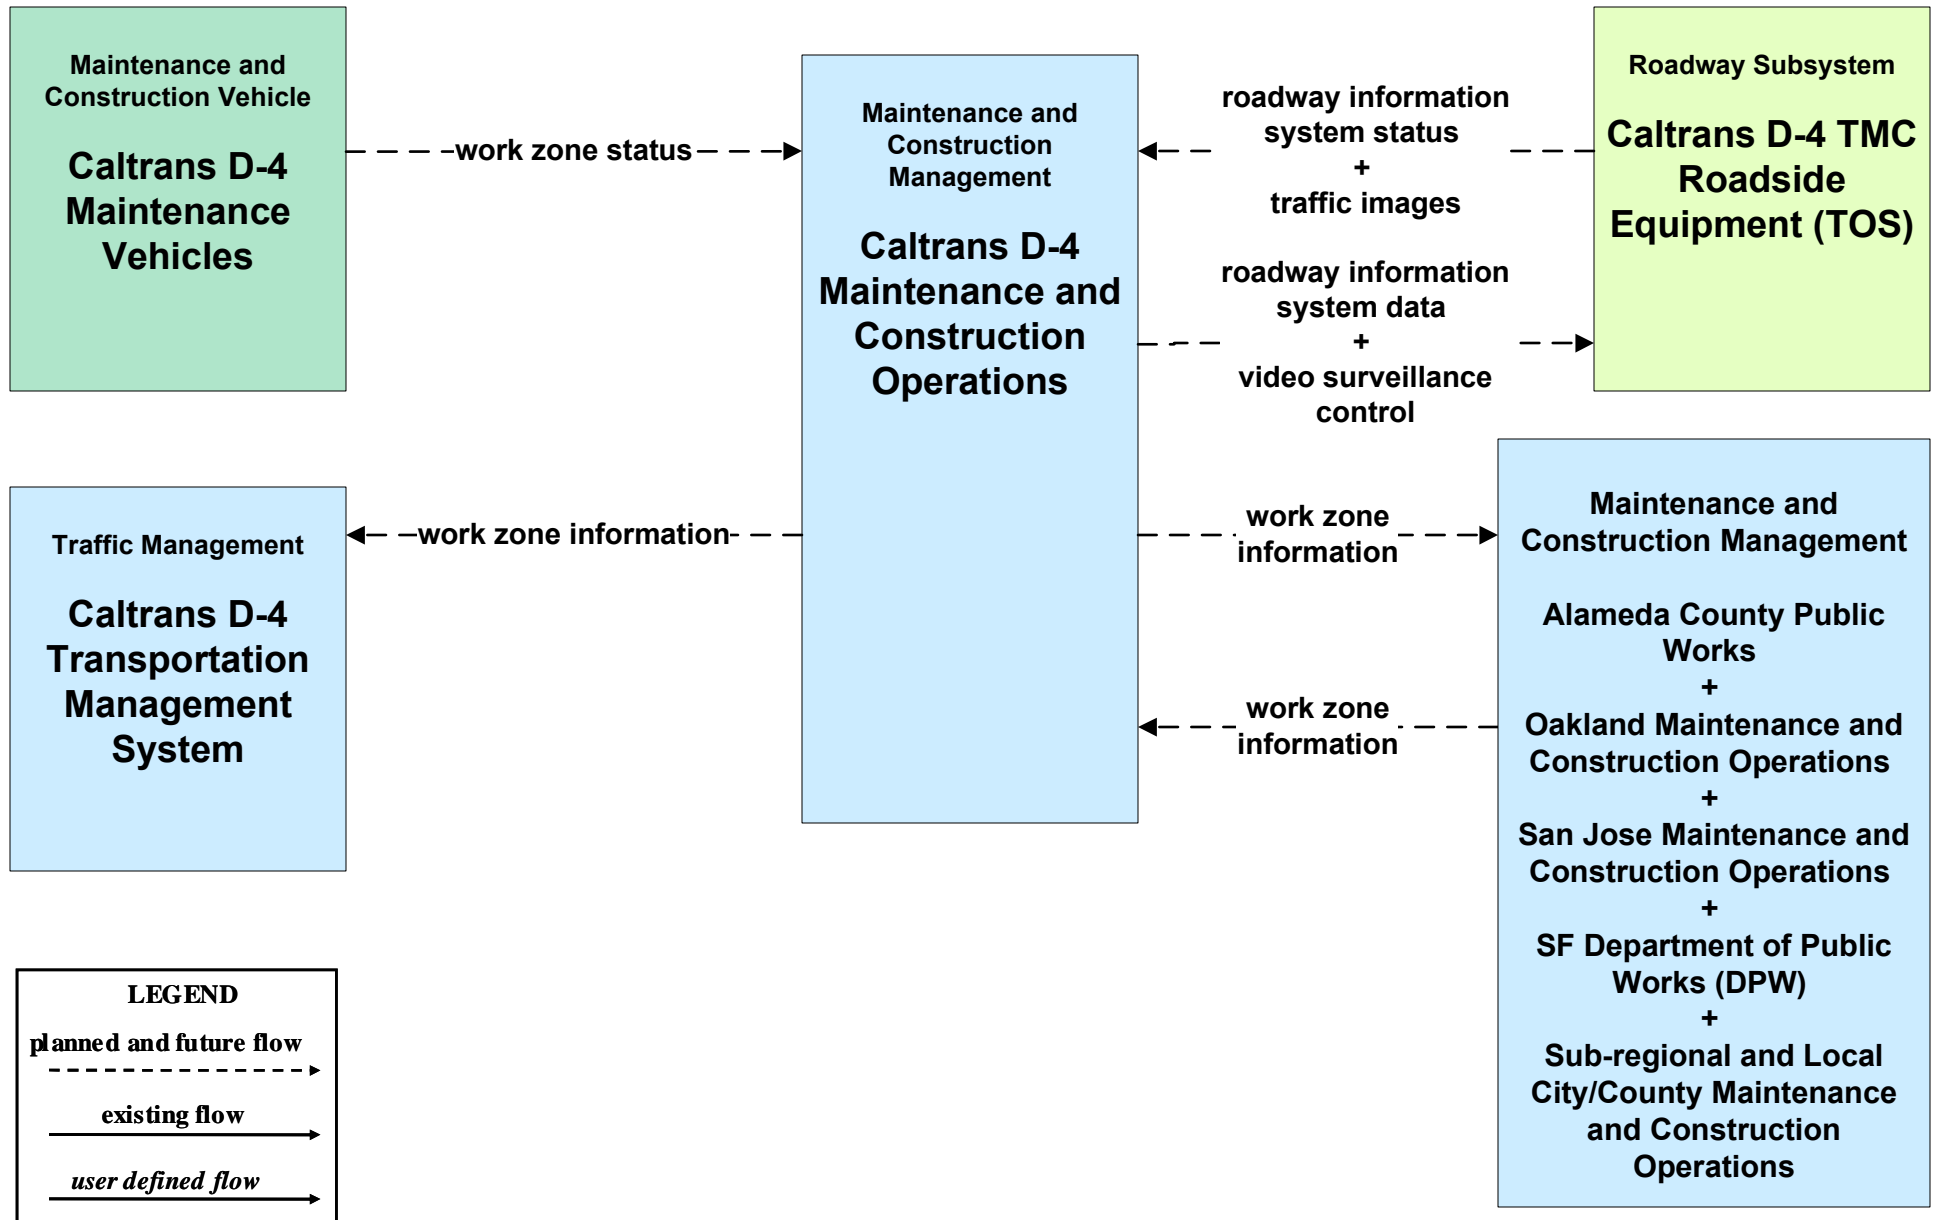 Maintenance and
Construction Vehicle
Caltrans D-4
Maintenance
Vehicles
work zone status
Maintenance and
Construction
Management
Caltrans D-4
Maintenance and
Construction
Operations
roadway information
system status
+
traffic images
roadway information
system data
+
video surveillance
control
Roadway Subsystem
Caltrans D-4 TMC
Roadside
Equipment (TOS)
Traffic Management
Caltrans D-4
Transportation
Management
System
work zone information
work zone
information
work zone
information
Maintenance and
Construction Management
Alameda County Public
Works
+
Oakland Maintenance and
Construction Operations
+
San Jose Maintenance and
Construction Operations
+
SF Department of Public
Works (DPW)
+
Sub-regional and Local
City/County Maintenance
and Construction
Operations
LEGEND
planned and future flow
existing flow
user defined flow